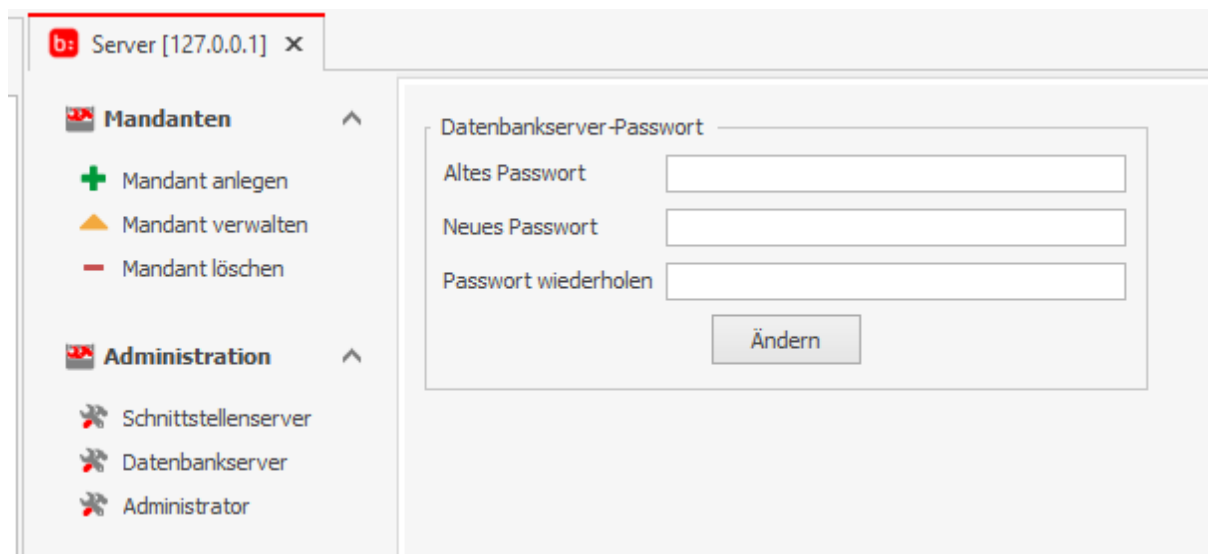 b: Server [127.0.0.1] ×
Mandanten
Mandant anlegen
Mandant verwalten
Mandant löschen
Administration
Schnittstellenserver
Datenbankserver
Administrator
Datenbankserver-Passwort
Altes Passwort
Neues Passwort
Passwort wiederholen
Ändern